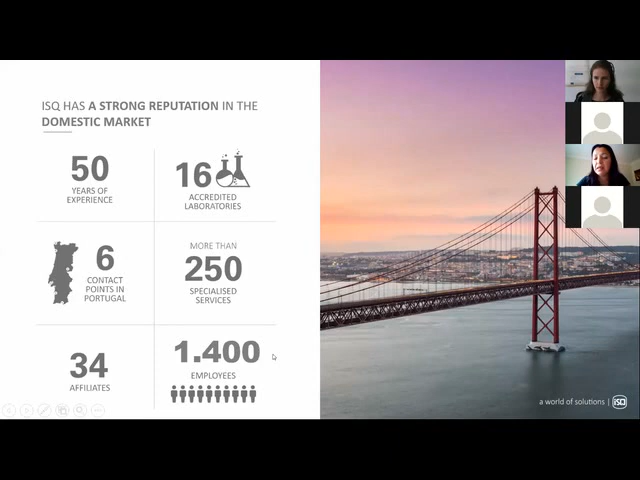 ISQ HAS A STRONG REPUTATION IN THE
DOMESTIC MARKET
50
YEARS OF
EXPERIENCE
16
ACCREDITED
LABORATORIES
6
CONTACT
POINTS IN
PORTUGAL
MORE THAN
250
SPECIALISED
SERVICES
34
AFFILIATES
1.400
EMPLOYEES
a world of solutions | ISQ